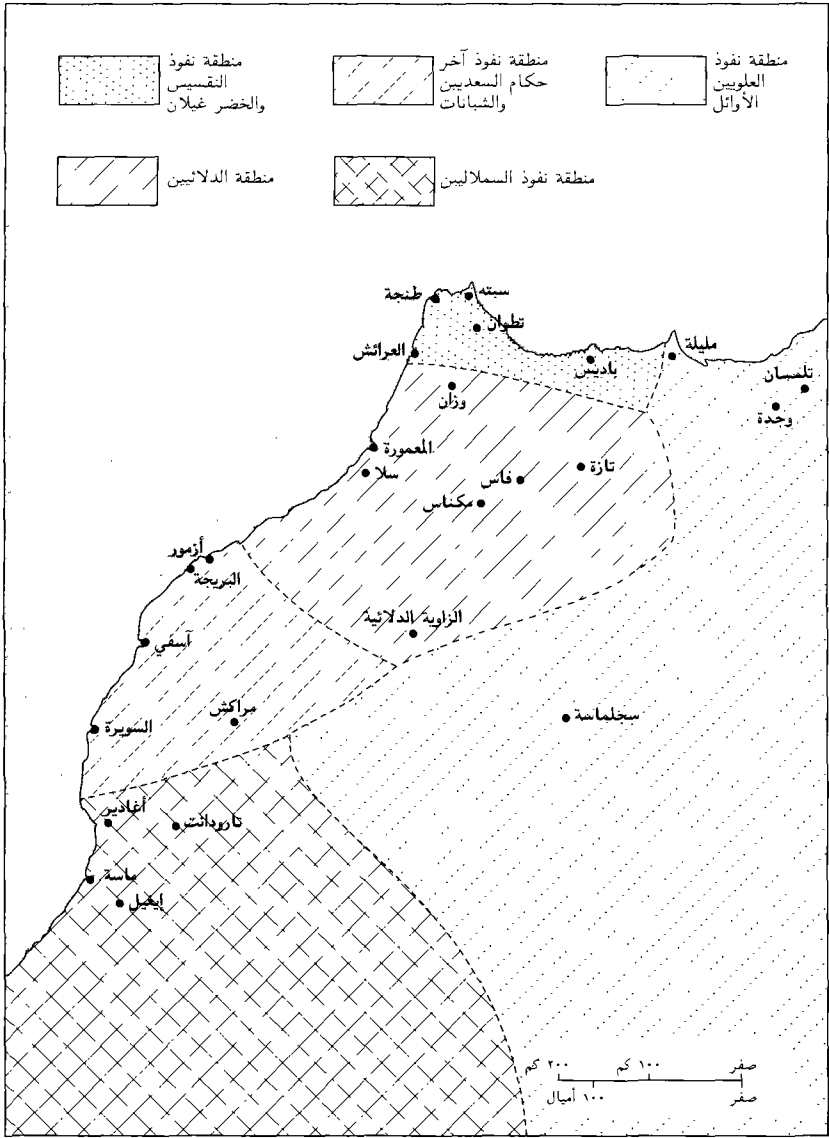 منطقة نفوذ
العلويين
الأوائل
منطقة نفوذ آخر
حكام السعديين
والشبانات
منطقة نفوذ
النقسيس
والخضر غيلان
منطقة نفوذ السملاليين
منطقة الدلائيين
سبته
طنجة
تطوان
مليلة
العرائش
باديس
تلمسان
وجدة
وزان
المعمورة
سلا
تازة
فاس
مكناس
أزمور
البريجة
الزاوية الدلائية
آسفي
مراكش
سجلماسة
السويرة
أغادير
تارودانت
ماسة
إيغيل
صفر ١٠٠ كم ٢٠٠ كم
صفر ١٠٠ أميال